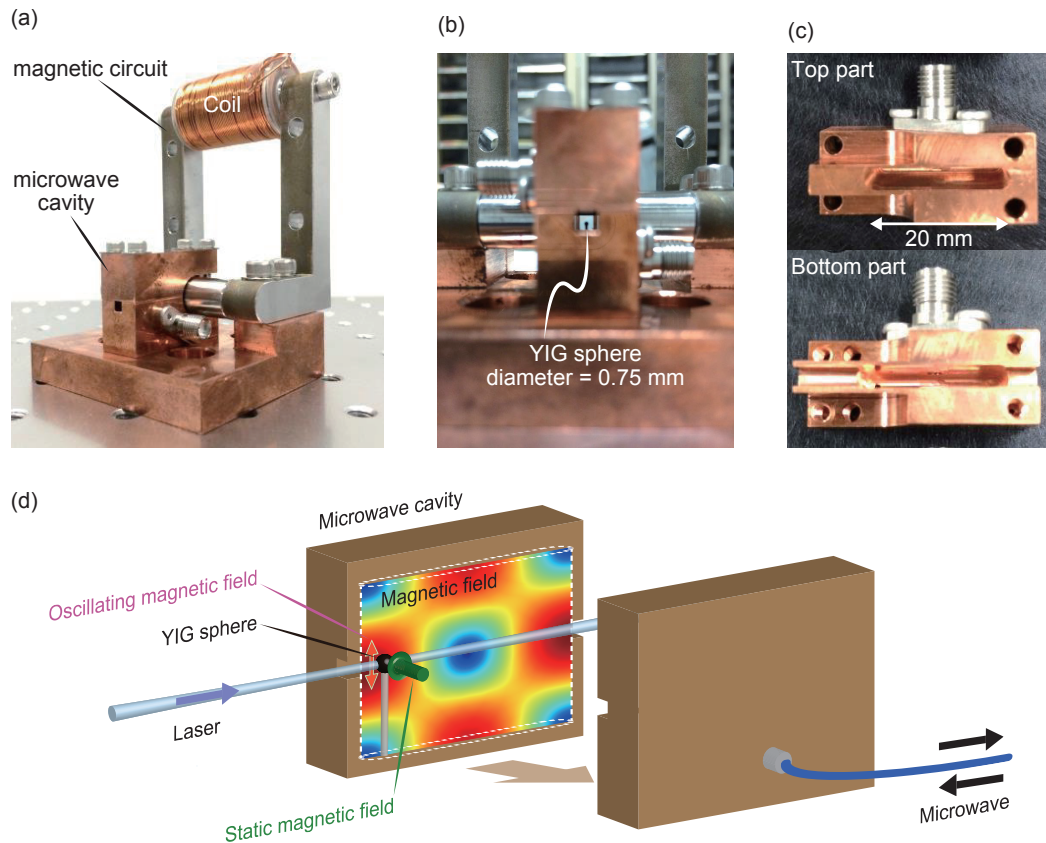 (a)
magnetic circuit
Coil
microwave
cavity
(b)
YIG sphere
diameter = 0.75 mm
(c)
Top part
20 mm
Bottom part
(d)
Microwave cavity
Oscillating magnetic field
Magnetic field
YIG sphere
Laser
Static magnetic field
Microwave